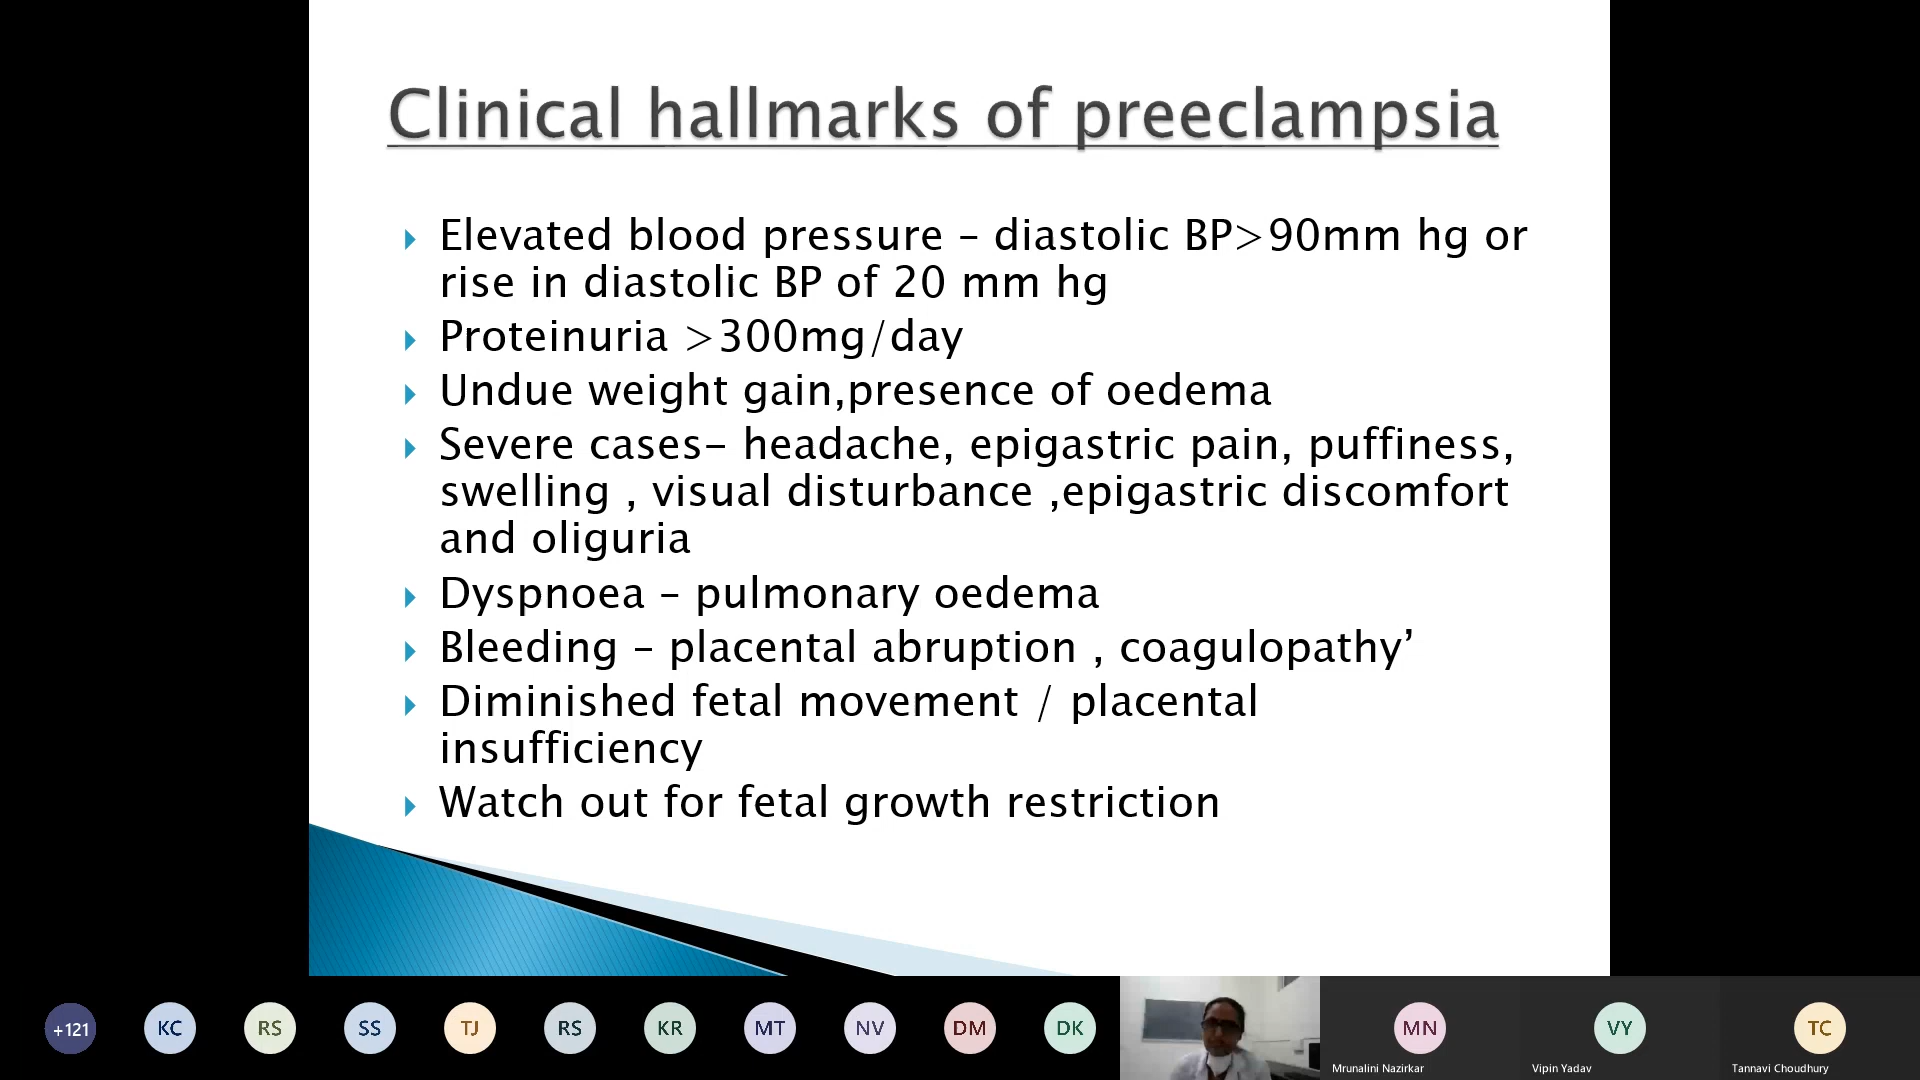 Clinical hallmarks of preeclampsia
Elevated blood pressure – diastolic BP>90mm hg or
rise in diastolic BP of 20 mm hg
Proteinuria >300mg/day
Undue weight gain,presence of oedema
Severe cases– headache, epigastric pain, puffiness,
swelling , visual disturbance ,epigastric discomfort
and oliguria
Dyspnoea – pulmonary oedema
Bleeding – placental abruption , coagulopathy’
Diminished fetal movement / placental
insufficiency
Watch out for fetal growth restriction
+121
KC
RS
SS
TJ
RS
KR
MT
NV
DM
DK
MN
VY
TC
Mrunalini Nazirkar
Vipin Yadav
Tannavi Choudhury